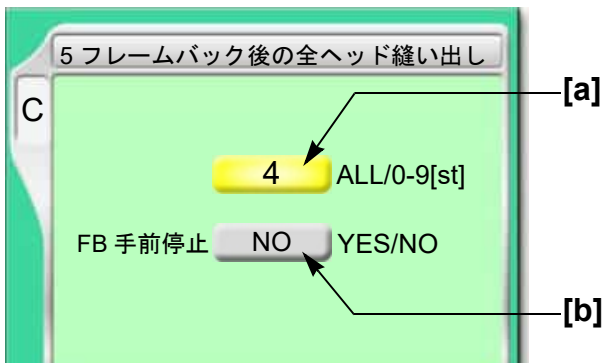 5 フレームバック後の全ヘッド縫い出し
[a]
C
4 ALL/0-9[st]
FB 手前停止 NO YES/NO
[b]